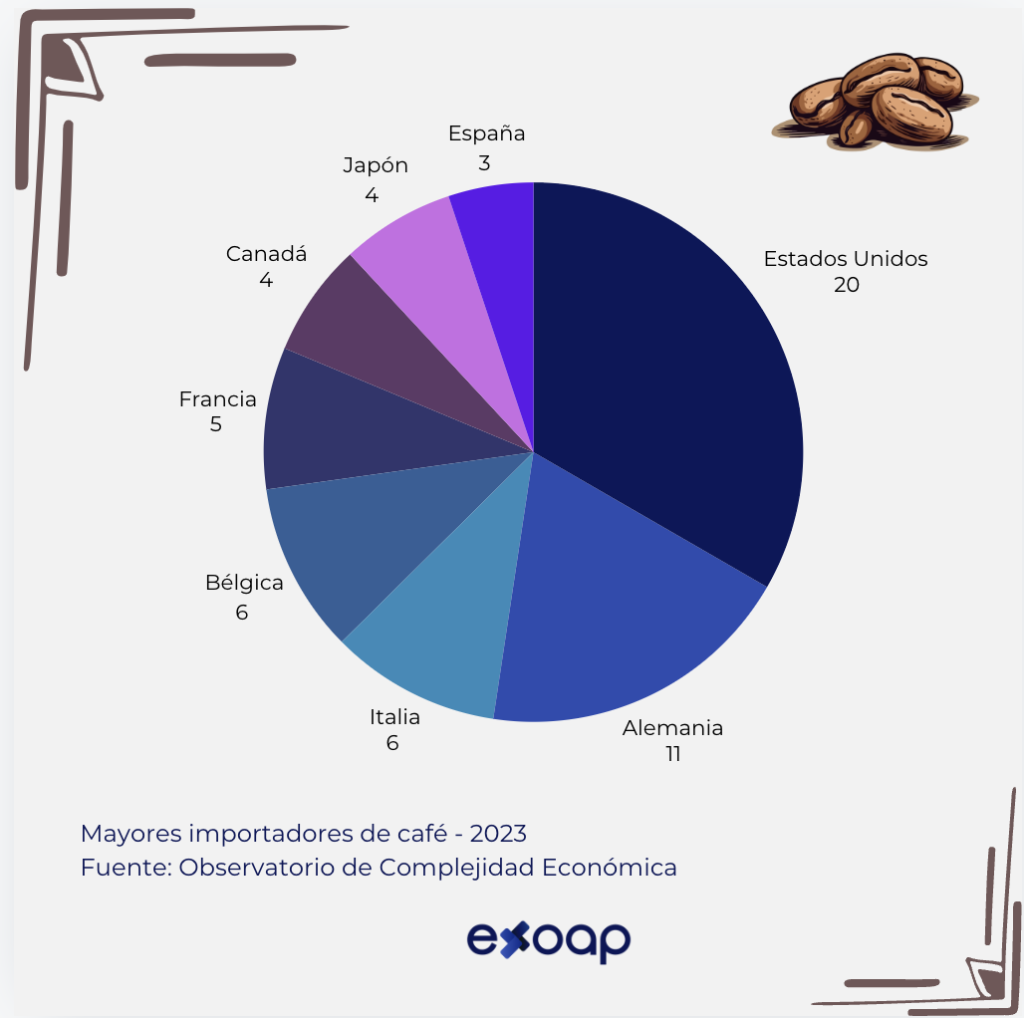 España
3
Japón
4
Canadá
4
Estados Unidos
20
Francia
5
Bélgica
6
Italia
6
Alemania
11
Mayores importadores de café - 2023
Fuente: Observatorio de Complejidad Económica
exoap